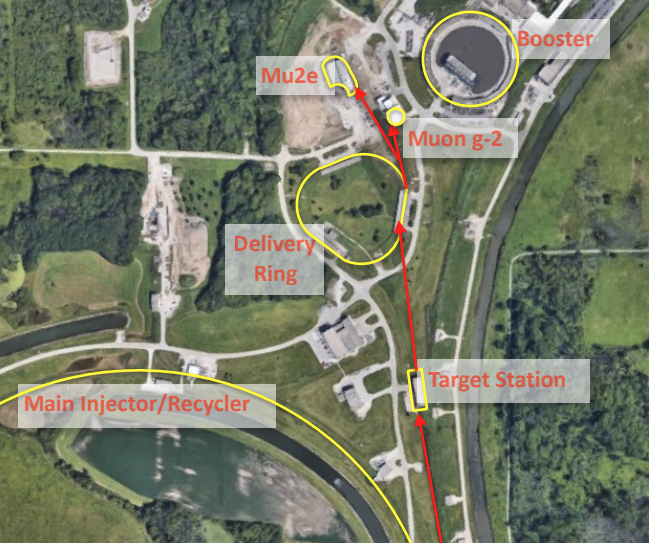 Booster
Mu2e
Muon g-2
Delivery
Ring
Target Station
Main Injector/Recycler